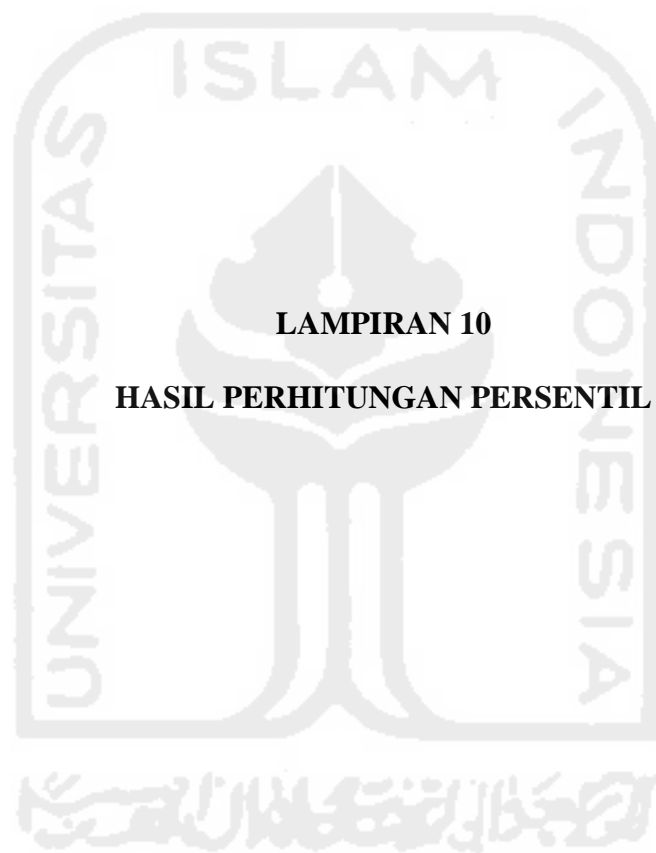 ISLAM
UNIVERSITAS
INDONESIA
LAMPIRAN 10
HASIL PERHITUNGAN PERSENTIL